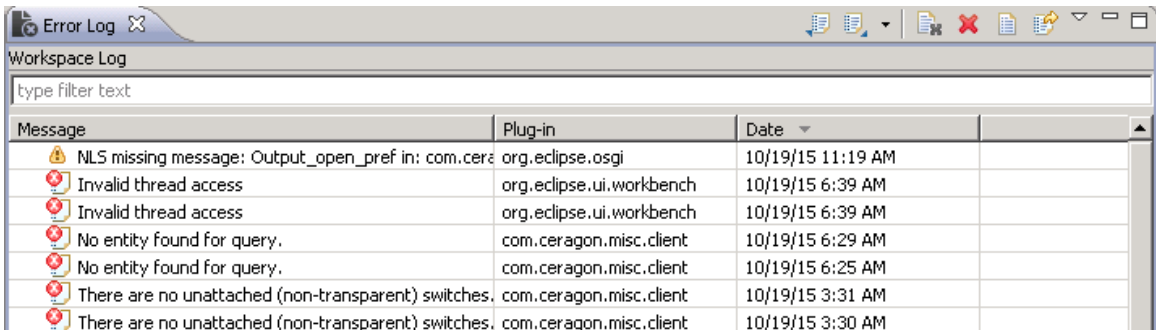 Error Log
Workspace Log
type filter text
Message Plug-in Date
NLS missing message: Output_open_pref in: com.cera org.eclipse.osgi 10/19/15 11:19 AM
Invalid thread access org.eclipse.ui.workbench 10/19/15 6:39 AM
Invalid thread access org.eclipse.ui.workbench 10/19/15 6:39 AM
No entity found for query. com.ceragon.misc.client 10/19/15 6:29 AM
No entity found for query. com.ceragon.misc.client 10/19/15 6:25 AM
There are no unattached (non-transparent) switches. com.ceragon.misc.client 10/19/15 3:31 AM
There are no unattached (non-transparent) switches. com.ceragon.misc.client 10/19/15 3:30 AM